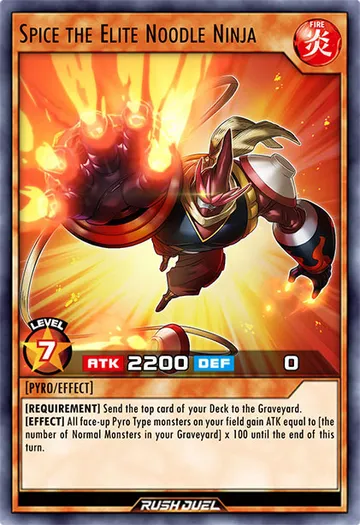 SPICE THE ELITE NOODLE NINJA
FIRE
炎
LEVEL
7
ATK 2200 DEF 0
[PYRO/EFFECT]
[REQUIREMENT] Send the top card of your Deck to the Graveyard.
[EFFECT] All face-up Pyro Type monsters on your field gain ATK equal to [the
number of Normal Monsters in your Graveyard] x 100 until the end of this
turn.
RUSH DUEL